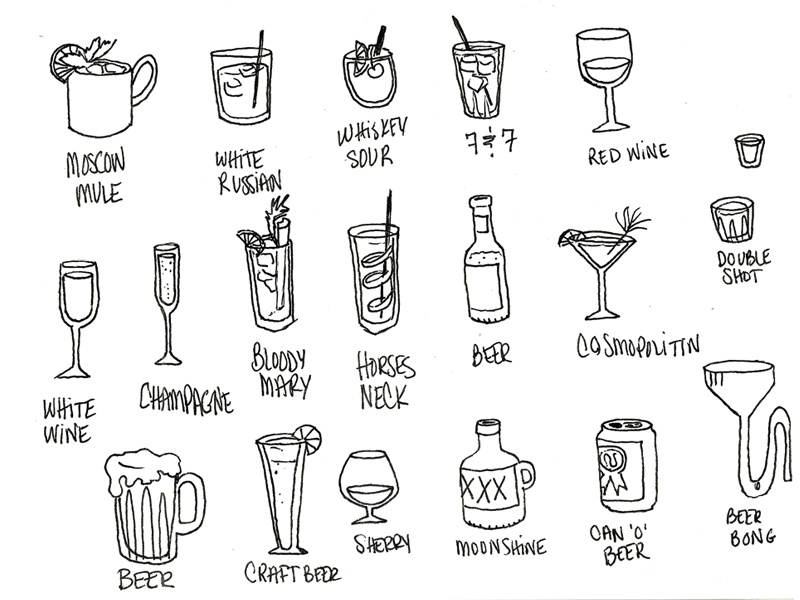 MOSCOW
MULE
WHITE
RUSSIAN
WHISKEY
SOUR
7 & 7
RED WINE
DOUBLE
SHOT
WHITE
WINE
CHAMPAGNE
BLOODY
MARY
HORSES
NECK
BEER
COSMOPOLITIN
BEER
CRAFT BEER
SHERRY
XXX
MOONSHINE
CAN 'O'
BEER
BEER
BONG